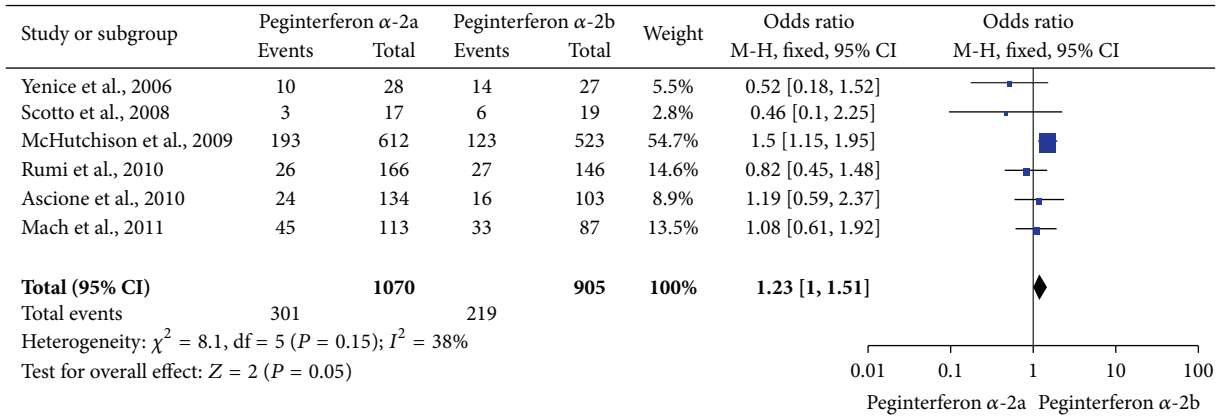 Study or subgroup Peginterferon α-2a Peginterferon α-2b Weight Odds ratio Odds ratio
Events Total Events Total M-H, fixed, 95% CI M-H, fixed, 95% CI
Yenice et al., 2006 10 28 14 27 5.5% 0.52 [0.18, 1.52]
Scotto et al., 2008 3 17 6 19 2.8% 0.46 [0.1, 2.25]
McHutchison et al., 2009 193 612 123 523 54.7% 1.5 [1.15, 1.95]
Rumi et al., 2010 26 166 27 146 14.6% 0.82 [0.45, 1.48]
Ascione et al., 2010 24 134 16 103 8.9% 1.19 [0.59, 2.37]
Mach et al., 2011 45 113 33 87 13.5% 1.08 [0.61, 1.92]
Total (95% CI) 1070 905 100% 1.23 [1, 1.51]
Total events 301 219
Heterogeneity: χ² = 8.1, df = 5 (P = 0.15); I² = 38%
Test for overall effect: Z = 2 (P = 0.05)
0.01 0.1 1 10 100
Peginterferon α-2a Peginterferon α-2b